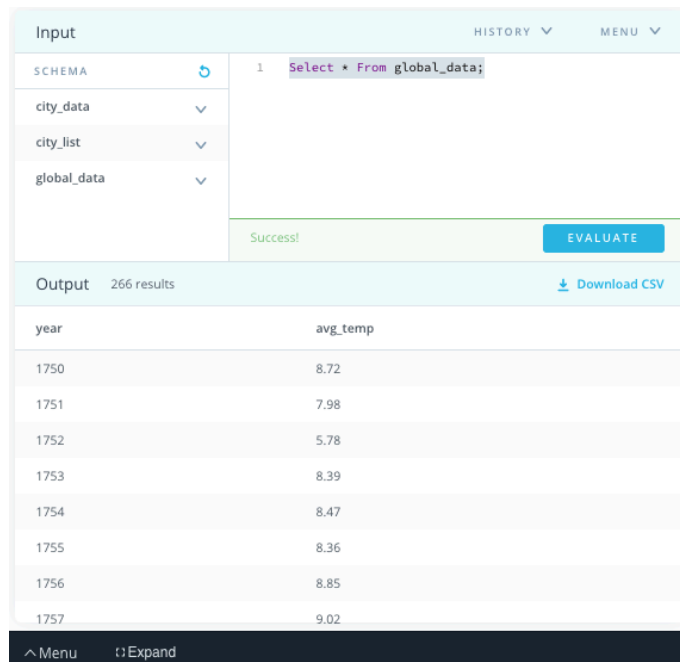 Input HISTORY MENU
SCHEMA
city_data
city_list
global_data
1 Select * From global_data;
Success! EVALUATE
Output 266 results Download CSV
year avg_temp
1750 8.72
1751 7.98
1752 5.78
1753 8.39
1754 8.47
1755 8.36
1756 8.85
1757 9.02
Menu Expand